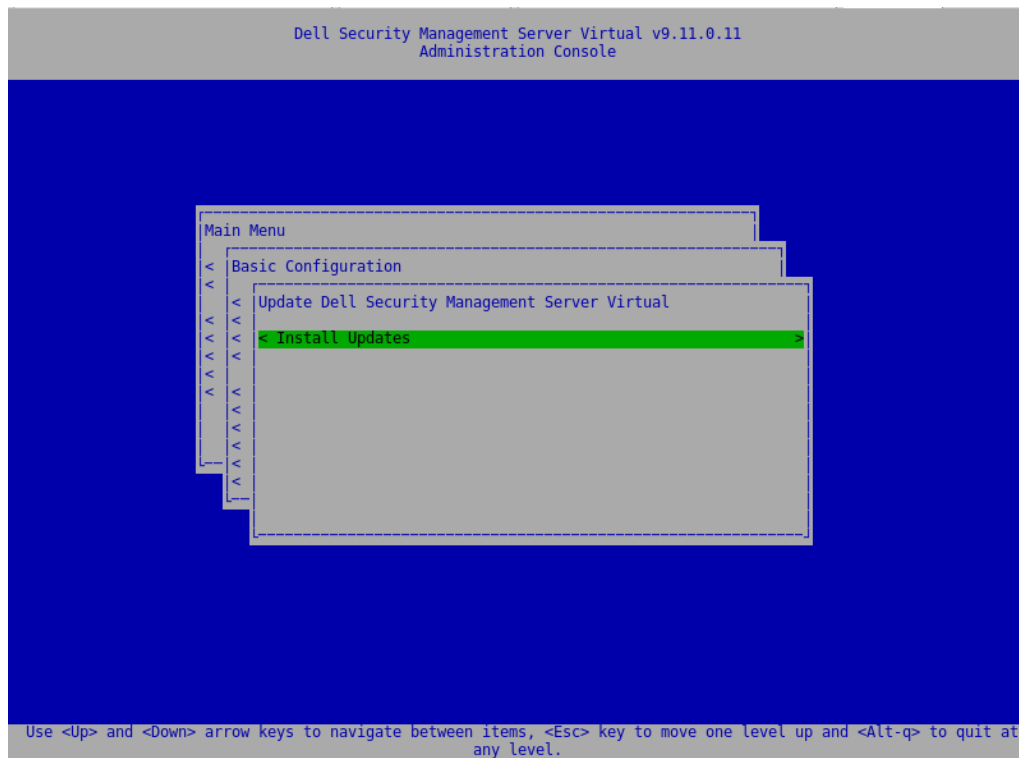 Dell Security Management Server Virtual v9.11.0.11
Administration Console
Main Menu
< Basic Configuration
<
< Update Dell Security Management Server Virtual
< <
< < < Install Updates >
< <
<
< <
<
<
<
<
<
Use <Up> and <Down> arrow keys to navigate between items, <Esc> key to move one level up and <Alt-q> to quit at
any level.